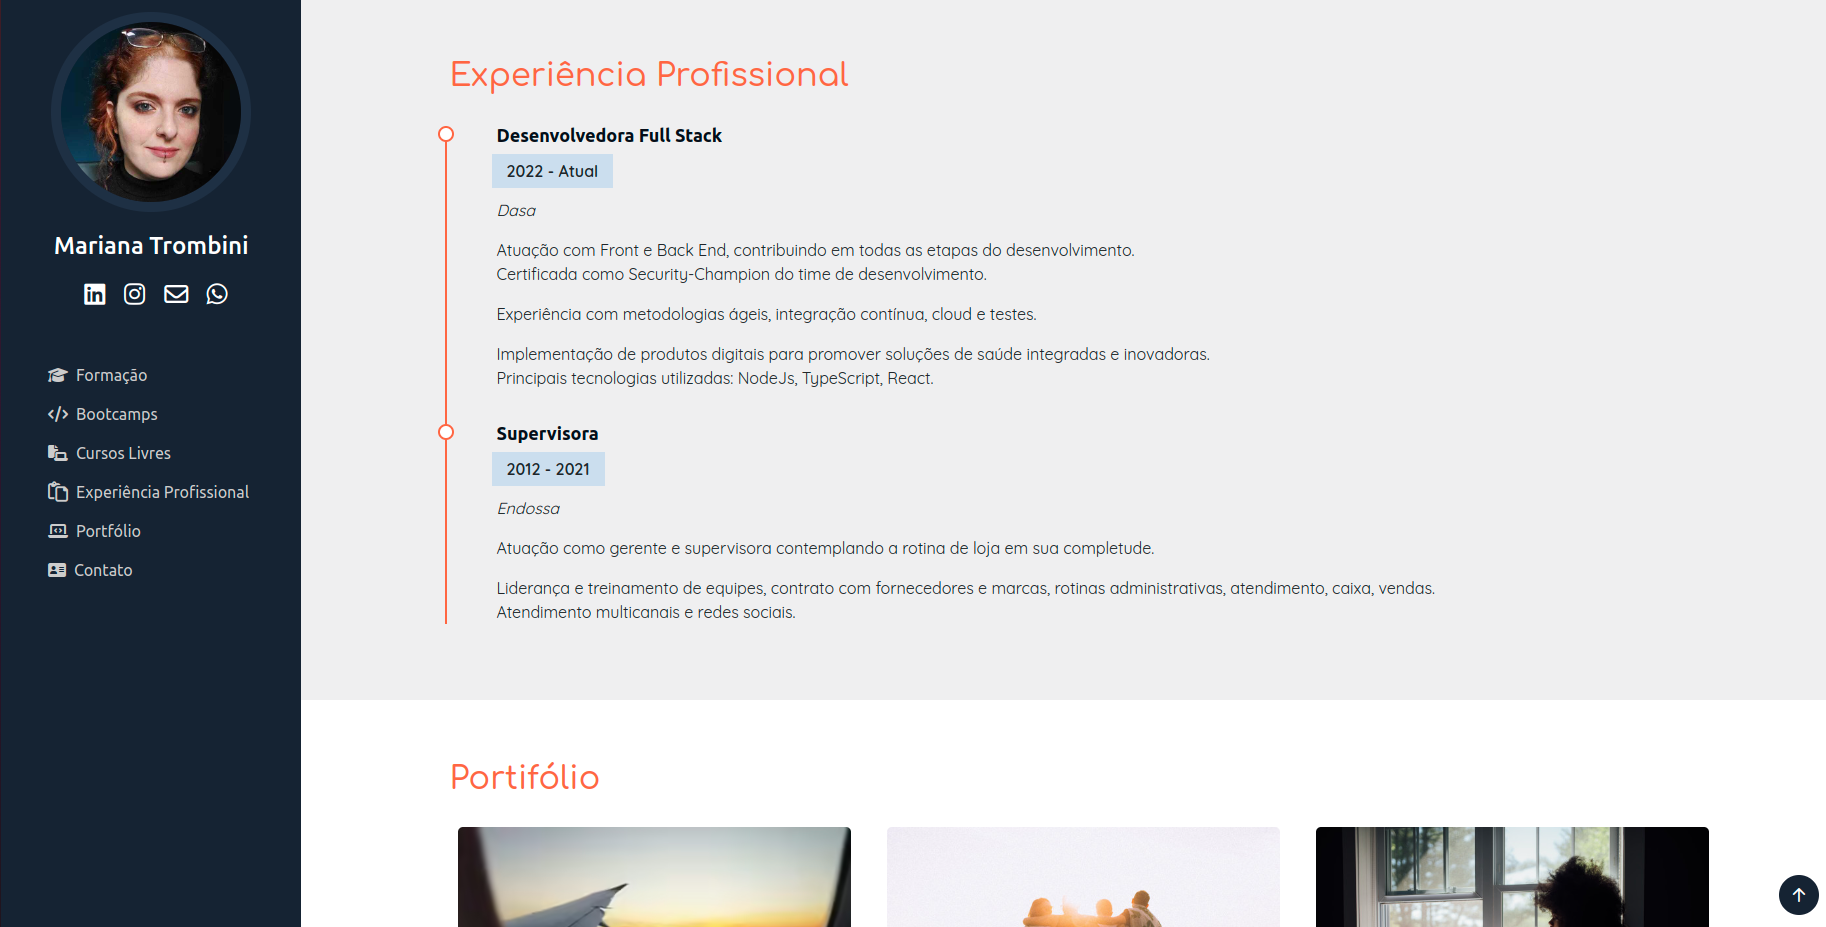 Mariana Trombini
Formação
Bootcamps
Cursos Livres
Experiência Profissional
Portfólio
Contato
Experiência Profissional
Desenvolvedora Full Stack
2022 - Atual
Dasa
Atuação com Front e Back End, contribuindo em todas as etapas do desenvolvimento.
Certificada como Security-Champion do time de desenvolvimento.
Experiência com metodologias ágeis, integração contínua, cloud e testes.
Implementação de produtos digitais para promover soluções de saúde integradas e inovadoras.
Principais tecnologias utilizadas: NodeJs, TypeScript, React.
Supervisora
2012 - 2021
Endossa
Atuação como gerente e supervisora contemplando a rotina de loja em sua completude.
Liderança e treinamento de equipes, contrato com fornecedores e marcas, rotinas administrativas, atendimento, caixa, vendas.
Atendimento multicanais e redes sociais.
Portifólio